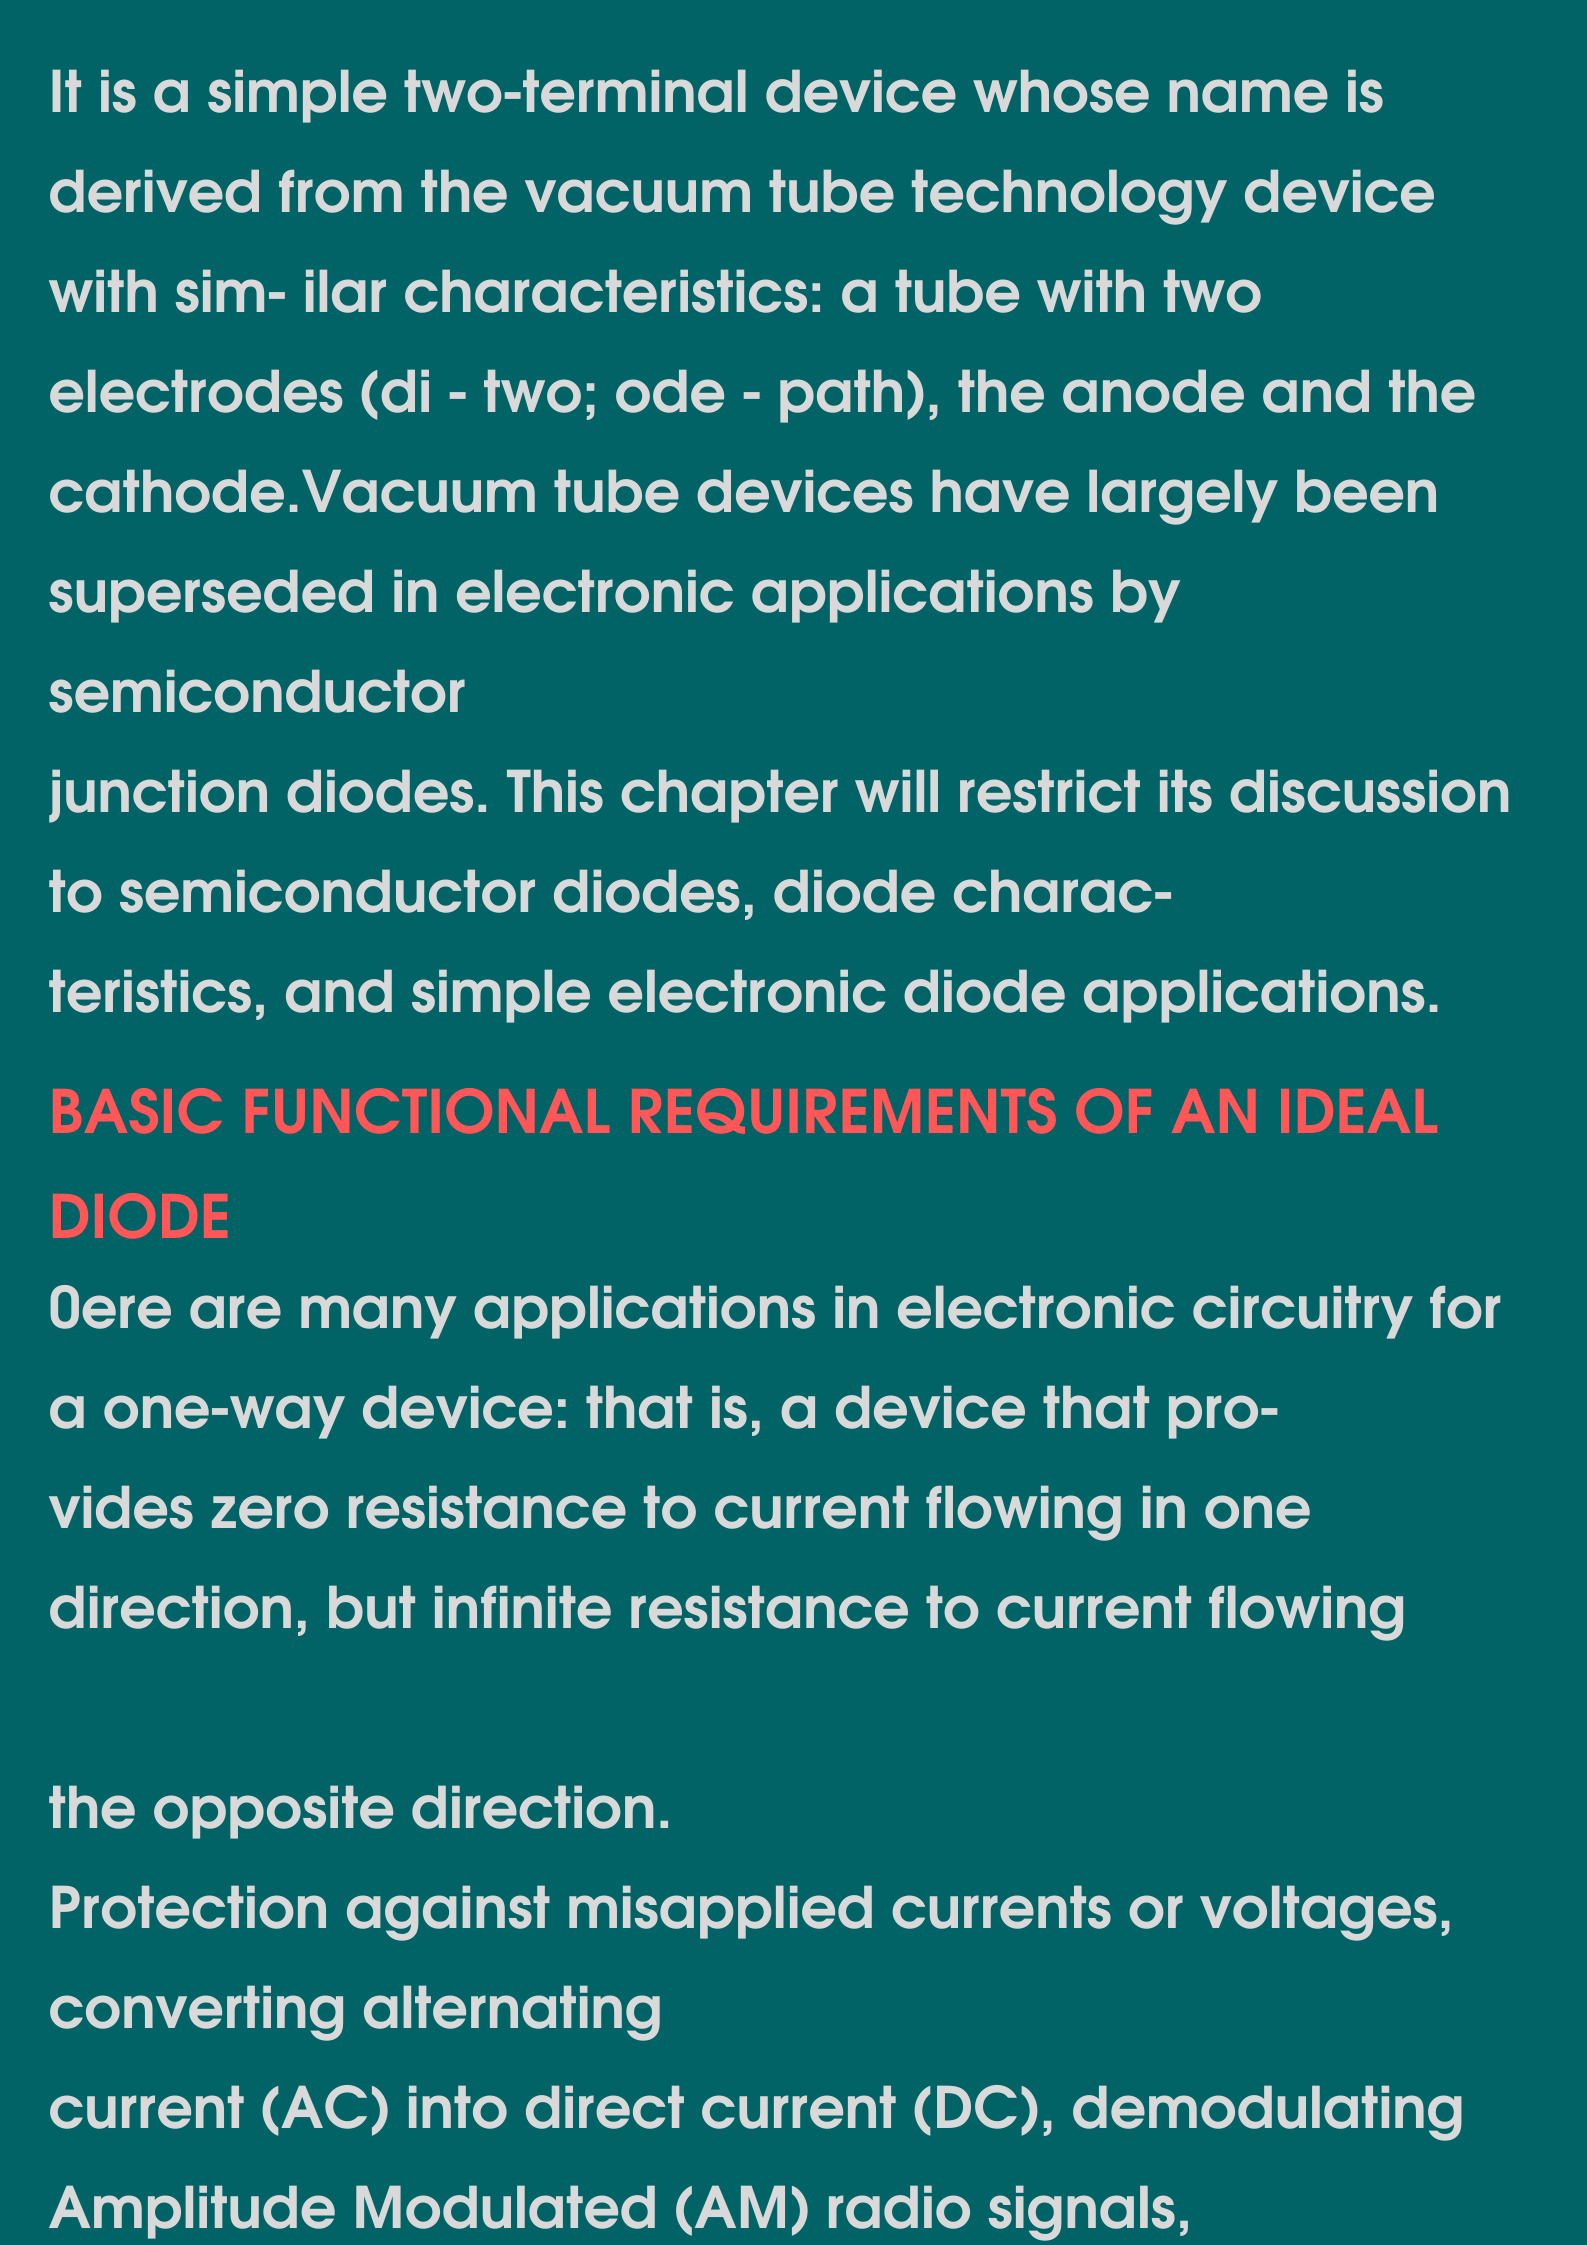 It is a simple two-terminal device whose name is
derived from the vacuum tube technology device
with sim- ilar characteristics: a tube with two
electrodes (di - two; ode - path), the anode and the
cathode.Vacuum tube devices have largely been
superseded in electronic applications by
semiconductor
junction diodes. This chapter will restrict its discussion
to semiconductor diodes, diode charac-
teristics, and simple electronic diode applications.
BASIC FUNCTIONAL REQUIREMENTS OF AN IDEAL
DIODE
0ere are many applications in electronic circuitry for
a one-way device: that is, a device that pro-
vides zero resistance to current flowing in one
direction, but infinite resistance to current flowing
the opposite direction.
Protection against misapplied currents or voltages,
converting alternating
current (AC) into direct current (DC), demodulating
Amplitude Modulated (AM) radio signals,